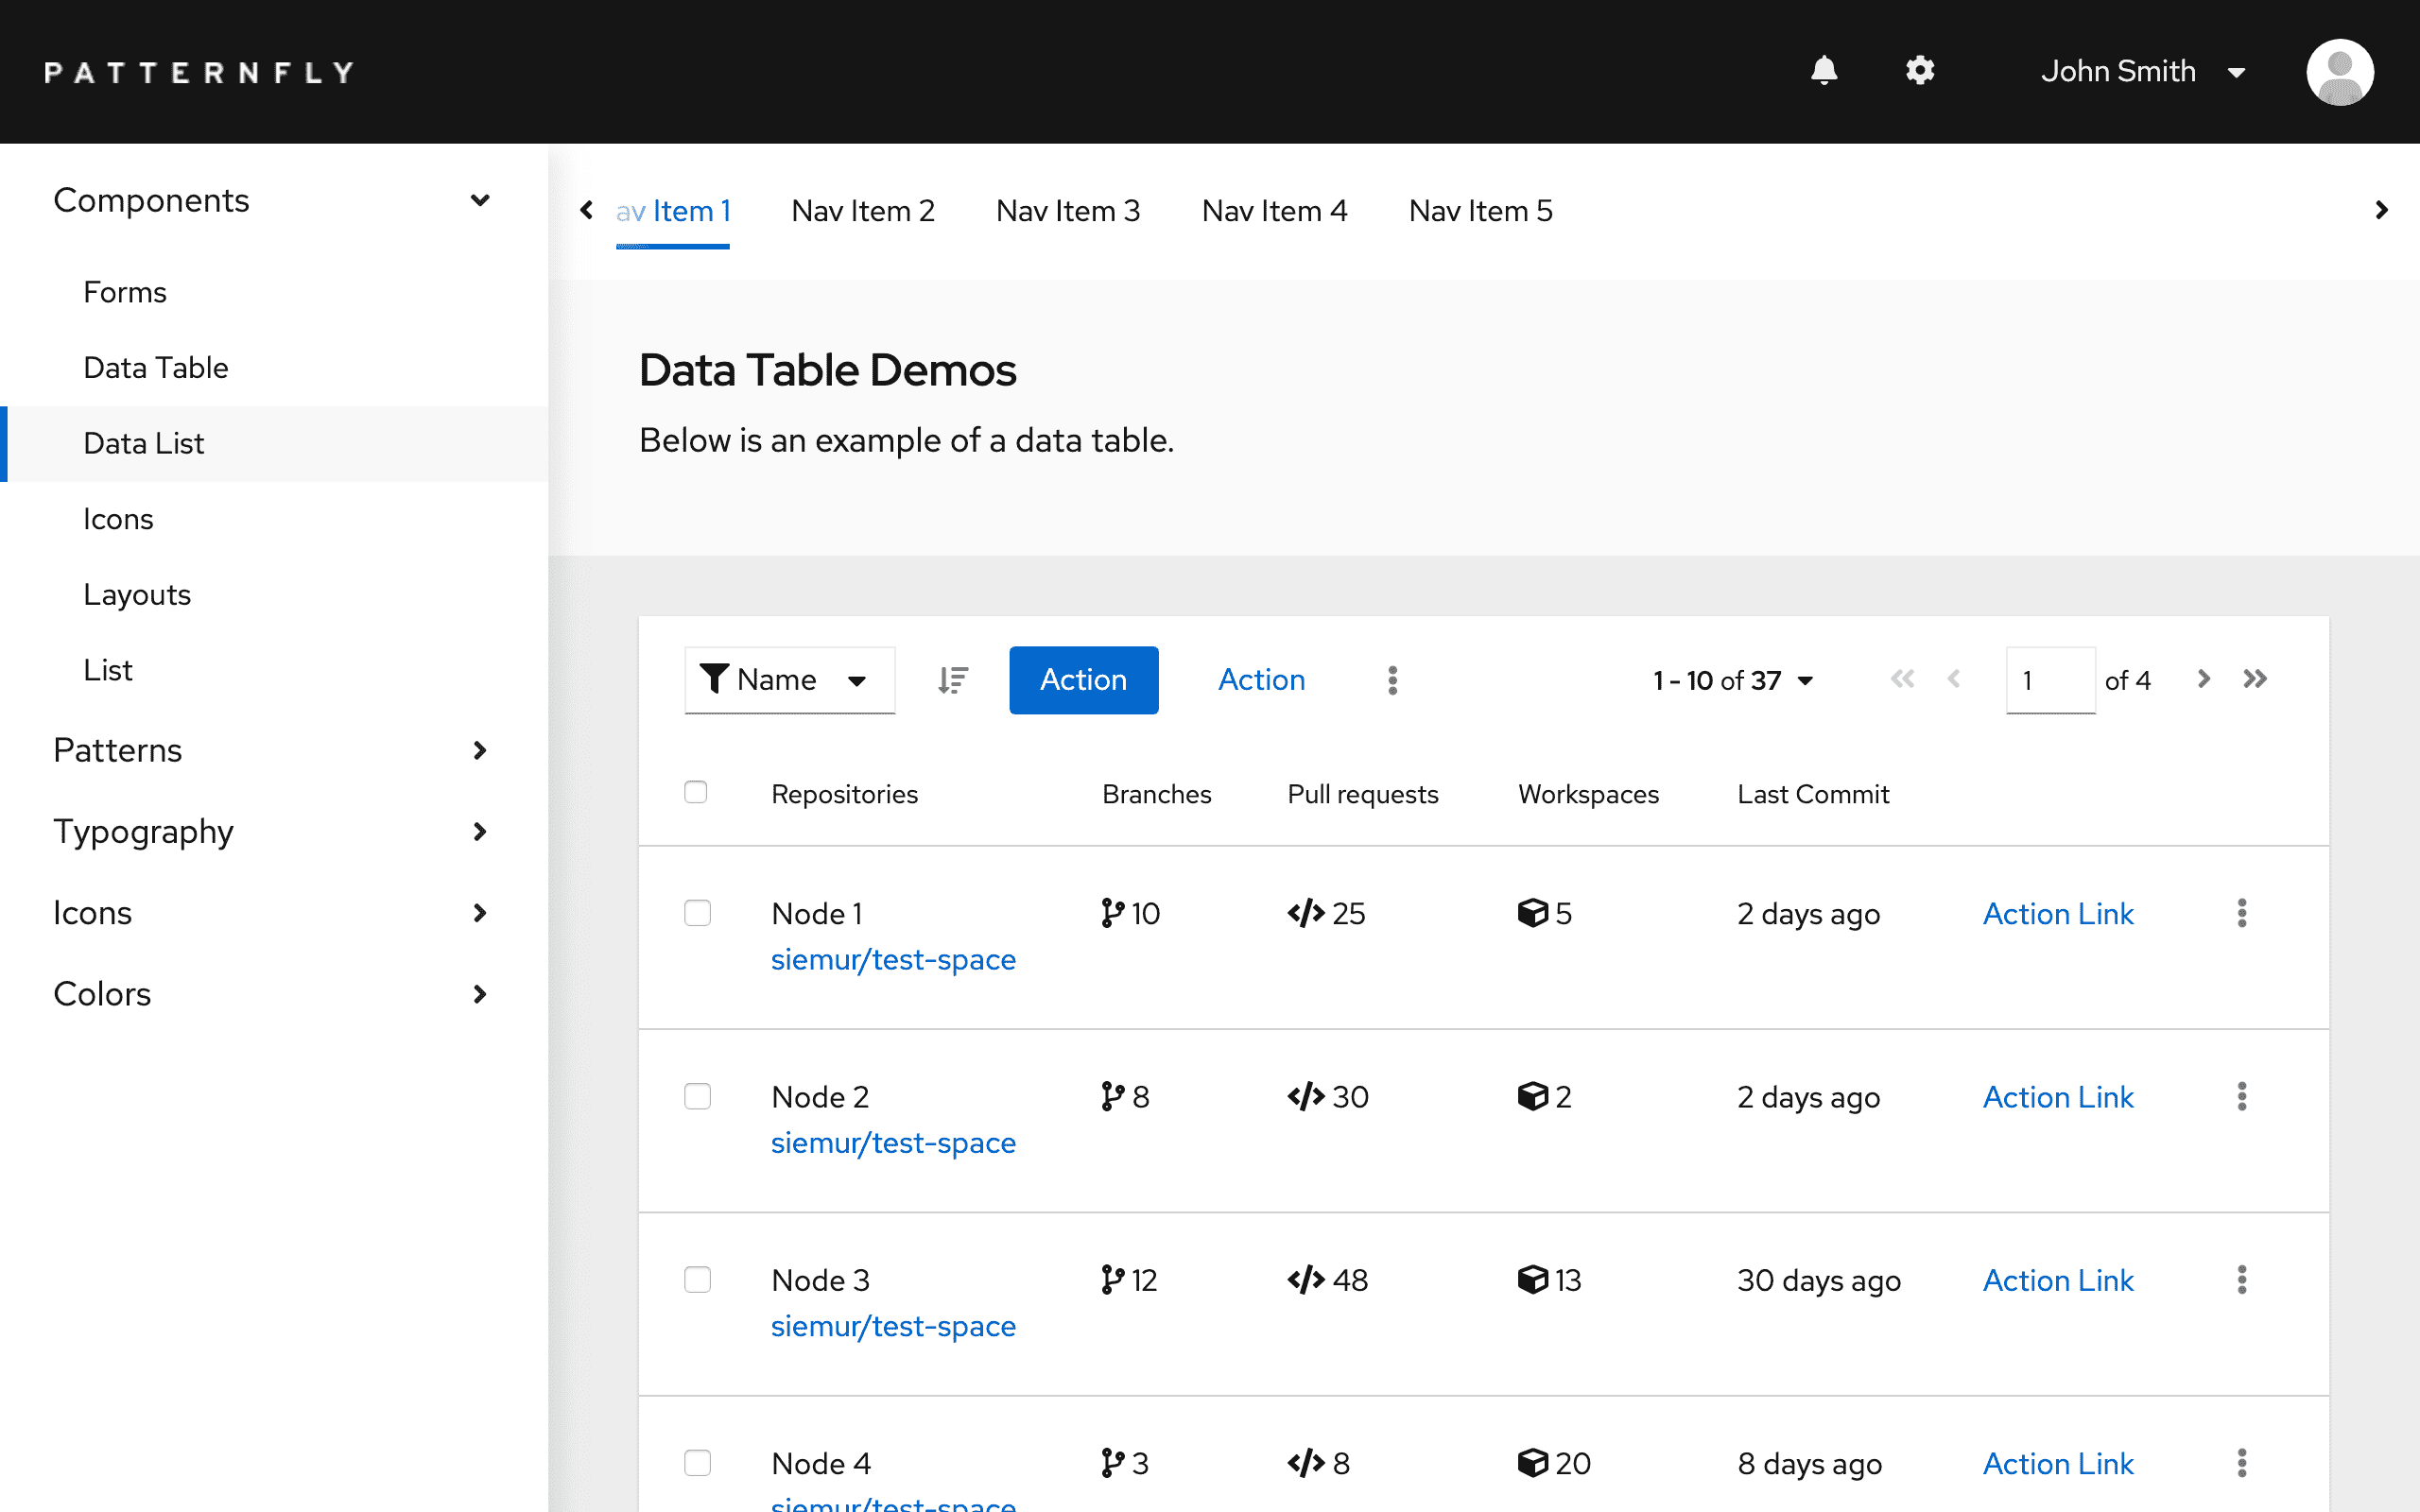 PATTERNFLY
John Smith
Components
Forms
Data Table
Data List
Icons
Layouts
List
Patterns
Typography
Icons
Colors
av Item 1 Nav Item 2 Nav Item 3 Nav Item 4 Nav Item 5
Data Table Demos
Below is an example of a data table.
Name Action Action 1 - 10 of 37 1 of 4
Repositories Branches Pull requests Workspaces Last Commit
Node 1 10 25 5 2 days ago Action Link
siemur/test-space
Node 2 8 30 2 2 days ago Action Link
siemur/test-space
Node 3 12 48 13 30 days ago Action Link
siemur/test-space
Node 4 3 8 20 8 days ago Action Link
siemur/test-space